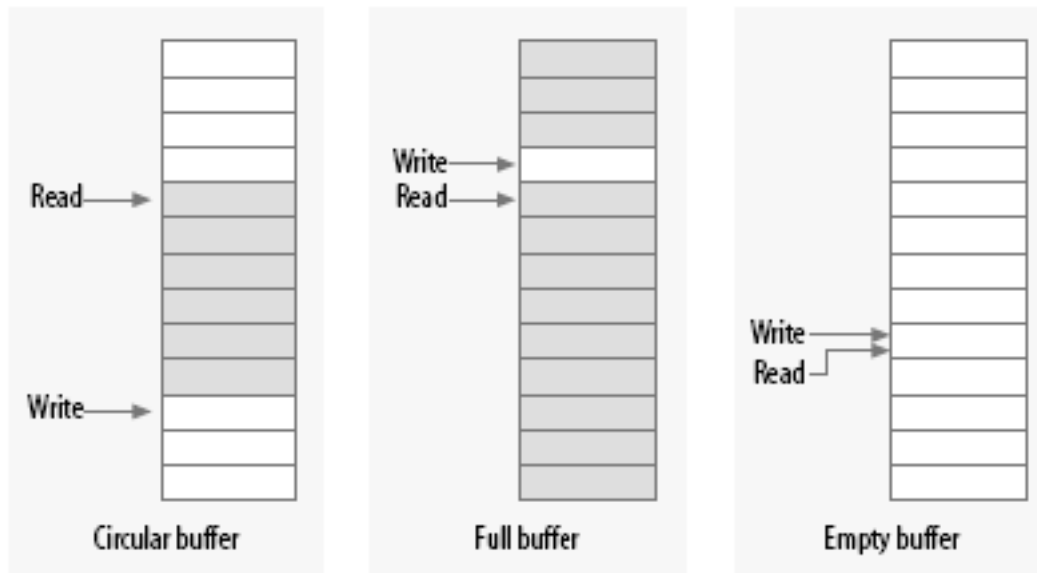 Read
Write
Circular buffer
Write
Read
Full buffer
Write
Read
Empty buffer